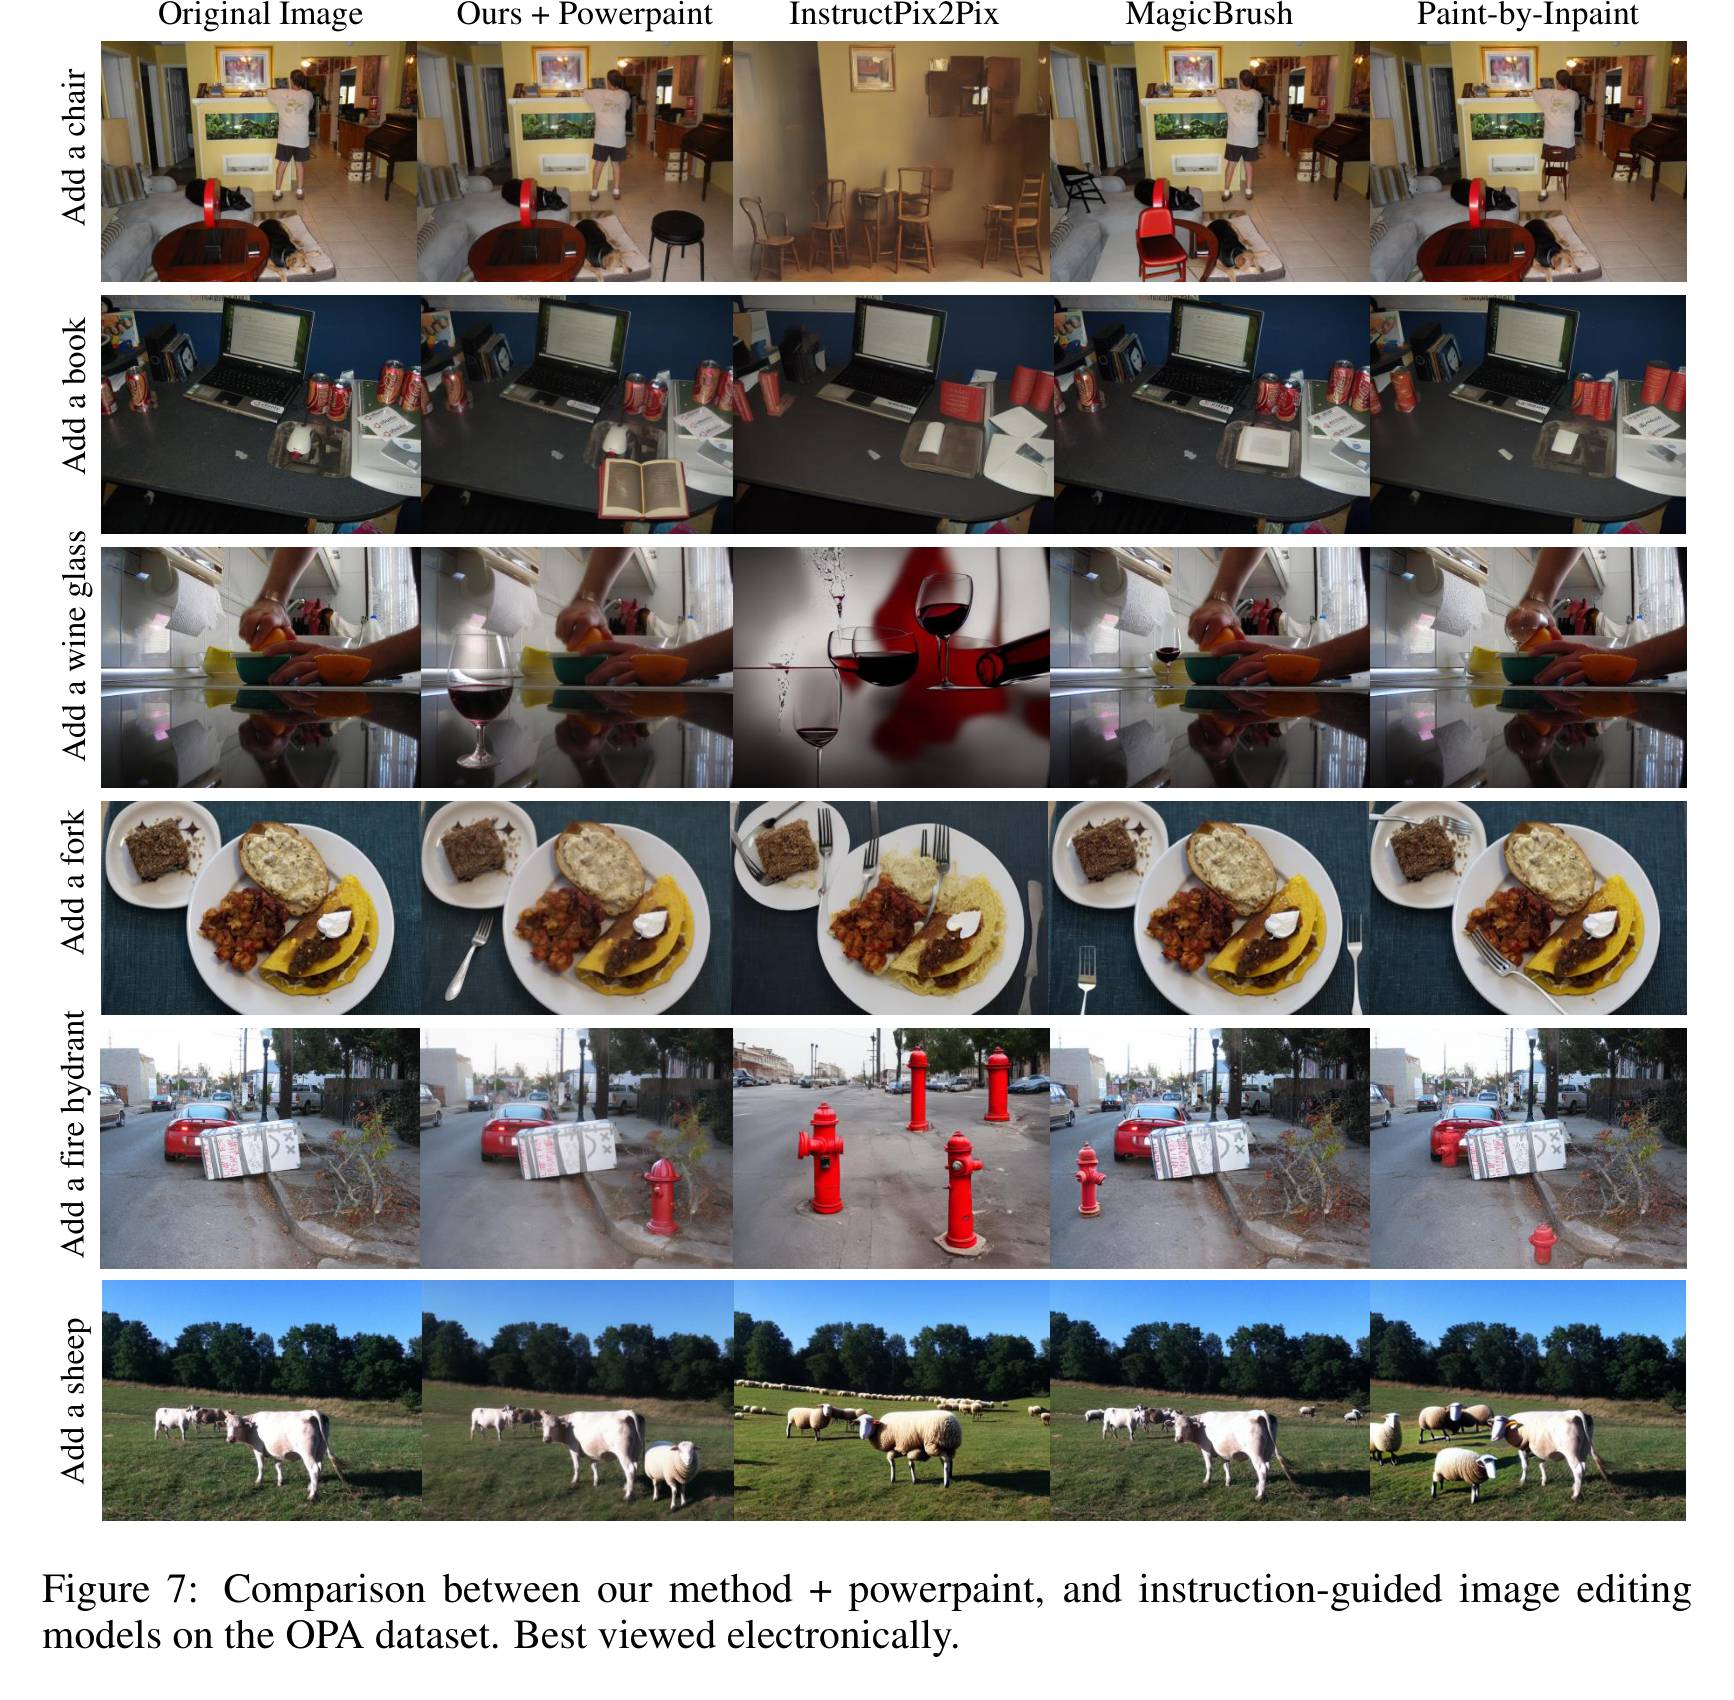 Original Image Ours + Powerpaint InstructPix2Pix MagicBrush Paint-by-Inpaint
Add a chair
Add a book
Add a wine glass
Add a fork
Add a fire hydrant
Add a sheep
Figure 7: Comparison between our method + powerpaint, and instruction-guided image editing
models on the OPA dataset. Best viewed electronically.